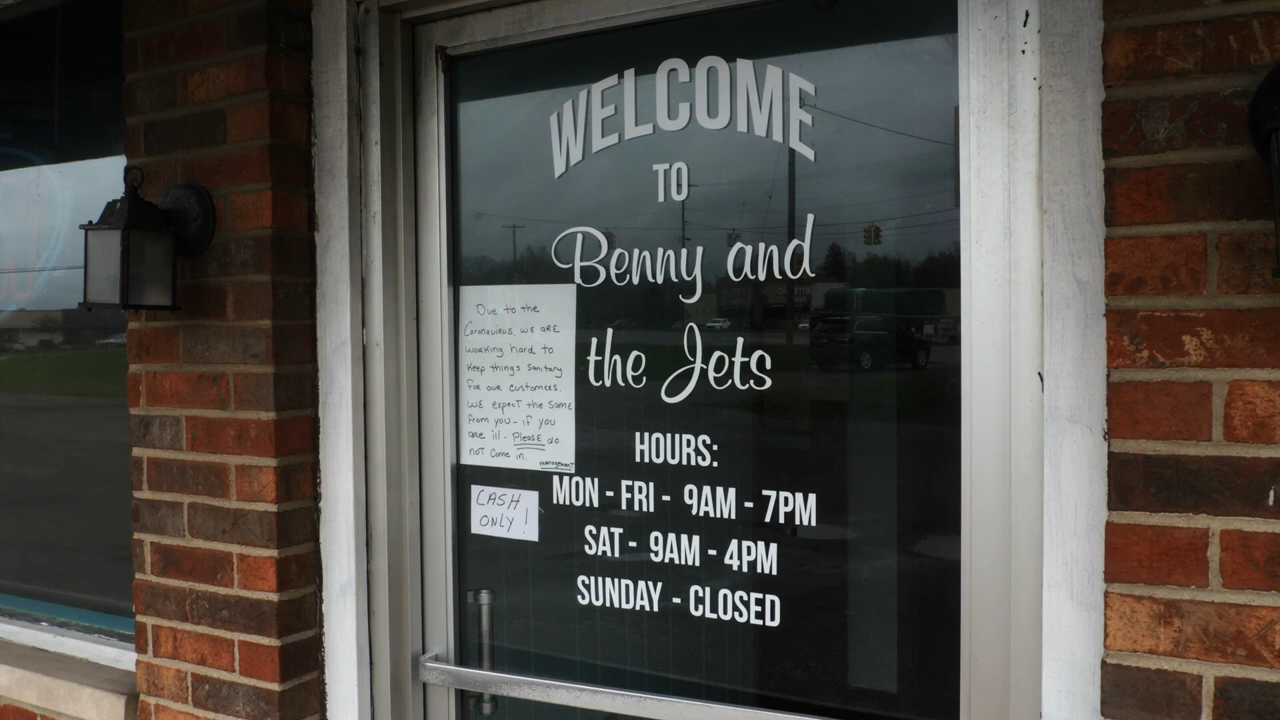 WELCOME
TO
Benny and
the Jets
Due to the
Coronavirus, we are
working hard to
keep things sanitary
for our customers.
We expect the same
from you - if you
are ill - Please do
not come in.
management
HOURS:
MON - FRI - 9AM - 7PM
SAT - 9AM - 4PM
SUNDAY - CLOSED
CASH
ONLY!